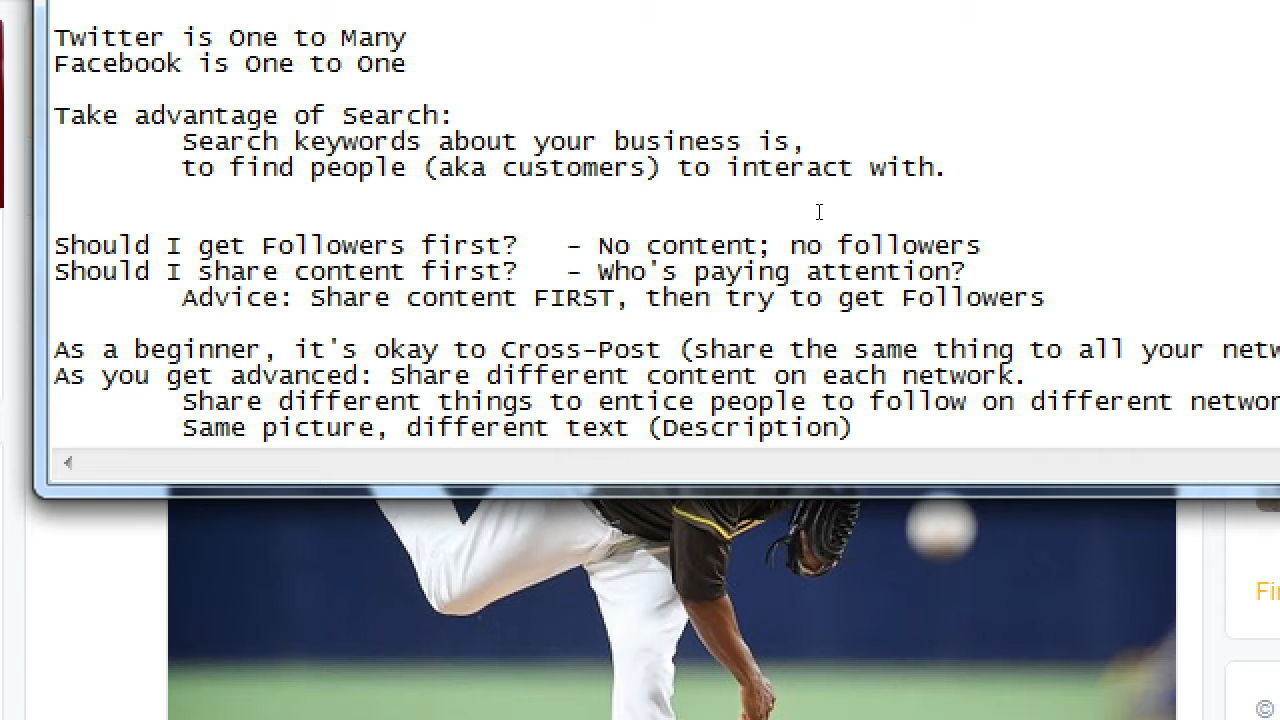 Twitter is One to Many
Facebook is One to One
Take advantage of Search:
Search keywords about your business is,
to find people (aka customers) to interact with.
Should I get Followers first? - No content; no followers
Should I share content first? - Who's paying attention?
Advice: Share content FIRST, then try to get Followers
As a beginner, it's okay to Cross-Post (share the same thing to all your netw
As you get advanced: Share different content on each network.
Share different things to entice people to follow on different networ
Same picture, different text (Description)
Fi
©